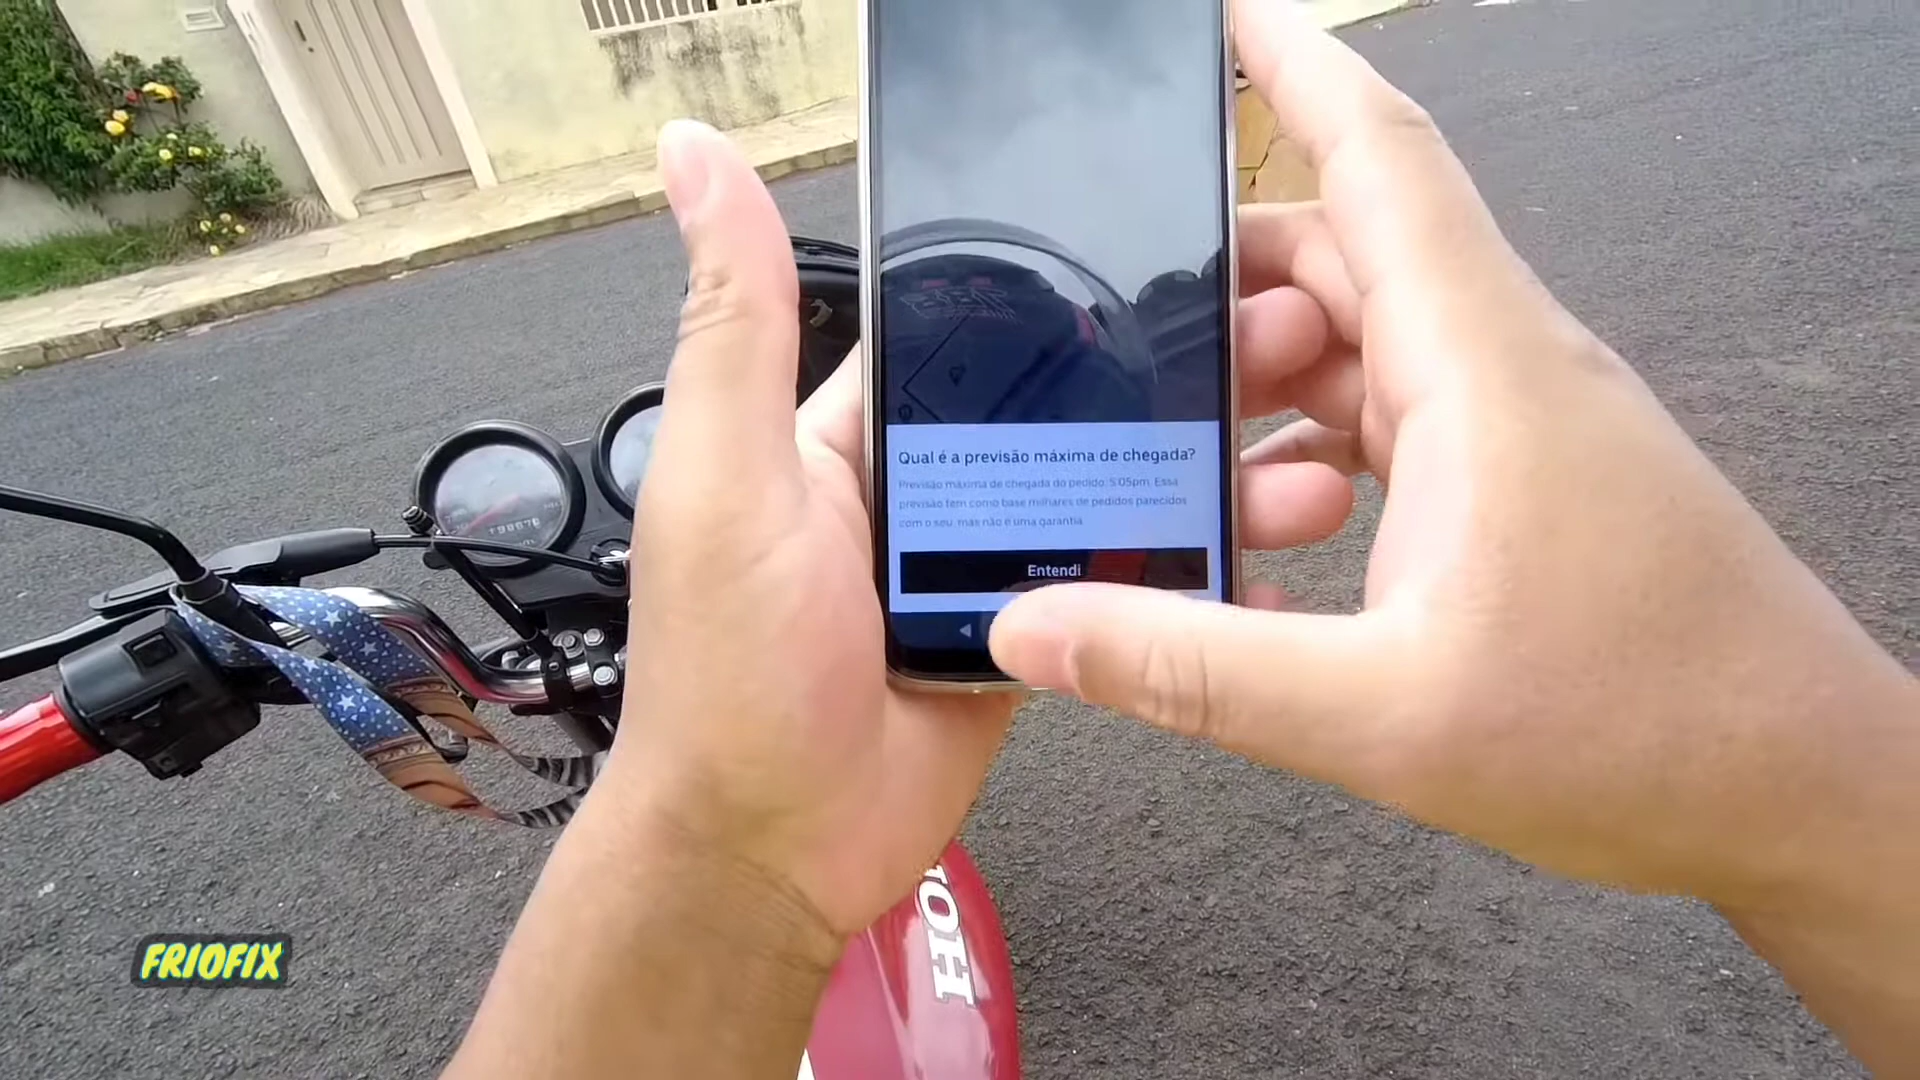 Qual é a previsão máxima de chegada?
Previsão máxima de chegada do pedido: 5:05pm. Essa
previsão tem como base milhares de pedidos parecidos
com o seu, mas não é uma garantia.
Entendi
FRIOFIX